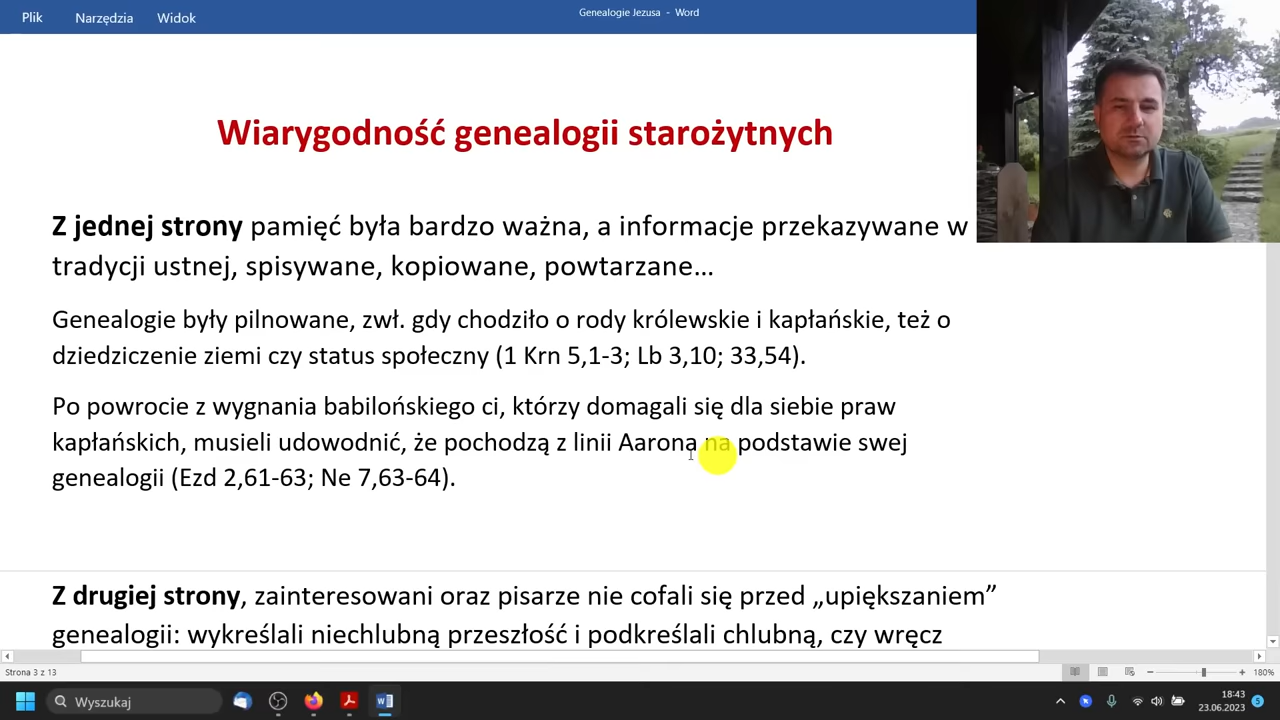 Genealogie Jezusa - Word
Plik Narzędzia Widok
Wiarygodność genealogii starożytnych
Z jednej strony pamięć była bardzo ważna, a informacje przekazywane w
tradycji ustnej, spisywane, kopiowane, powtarzane...
Genealogie były pilnowane, zwł. gdy chodziło o rody królewskie i kapłańskie, też o
dziedziczenie ziemi czy status społeczny (1 Krn 5,1-3; Lb 3,10; 33,54).
Po powrocie z wygnania babilońskiego ci, którzy domagali się dla siebie praw
kapłańskich, musieli udowodnić, że pochodzą z linii Aarona na podstawie swej
genealogii (Ezd 2,61-63; Ne 7,63-64).
Z drugiej strony, zainteresowani oraz pisarze nie cofali się przed „upiększaniem”
genealogii: wykreślali niechlubną przeszłość i podkreślali chlubną, czy wręcz
Strona 3 z 13
180%
Wyszukaj
18:43
23.06.2023
5